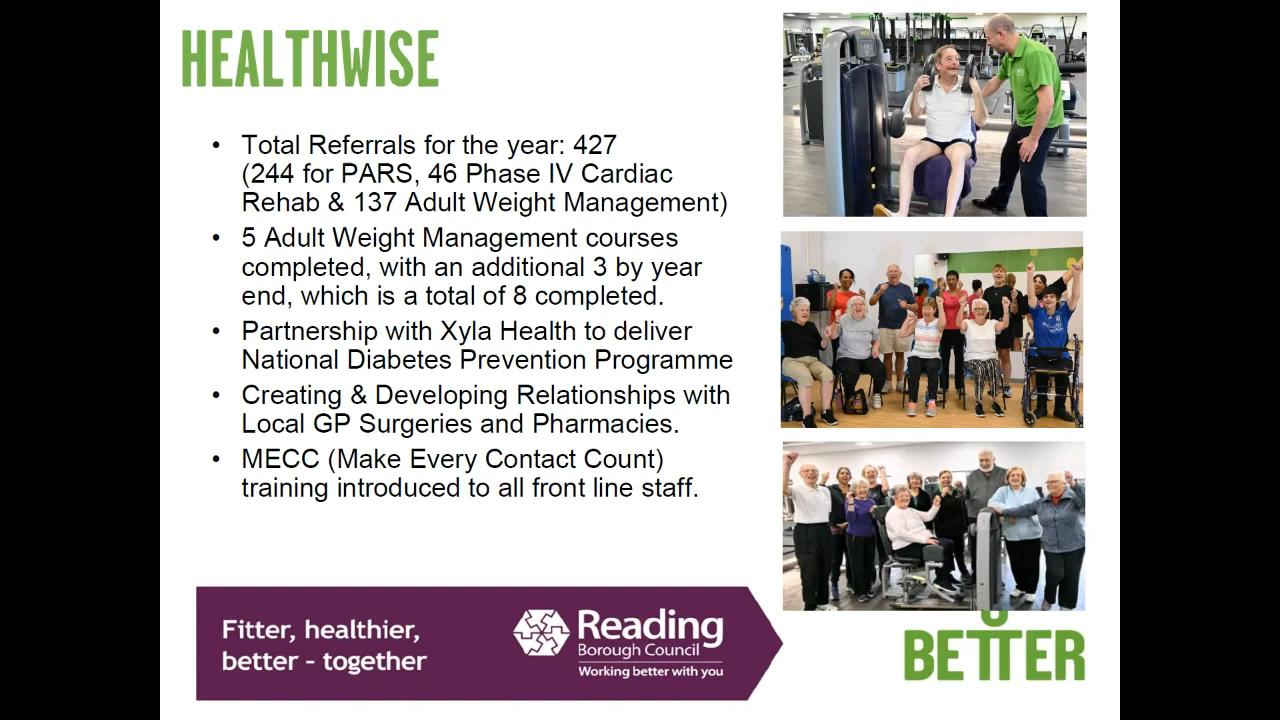 HEALTHWISE
• Total Referrals for the year: 427
(244 for PARS, 46 Phase IV Cardiac
Rehab & 137 Adult Weight Management)
• 5 Adult Weight Management courses
completed, with an additional 3 by year
end, which is a total of 8 completed.
• Partnership with Xyla Health to deliver
National Diabetes Prevention Programme
• Creating & Developing Relationships with
Local GP Surgeries and Pharmacies.
• MECC (Make Every Contact Count)
training introduced to all front line staff.
Fitter, healthier,
better - together
Reading
Borough Council
Working better with you
BETTER